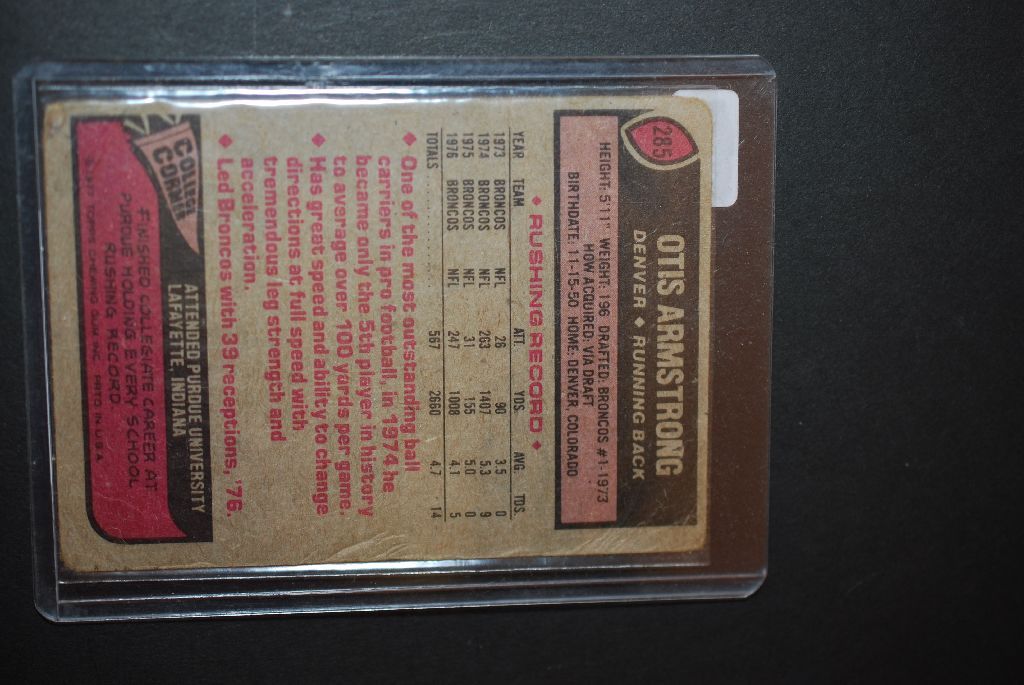 285
OTIS ARMSTRONG
DENVER ♦ RUNNING BACK
HEIGHT: 5'11" WEIGHT: 196 DRAFTED: BRONCOS #1-1973
HOW ACQUIRED: VIA DRAFT
BIRTHDATE: 11-15-50 HOME: DENVER, COLORADO
♦ RUSHING RECORD ♦
YEAR TEAM ATT. YDS. AVG. TDS.
1973 BRONCOS NFL 26 90 3.5 0
1974 BRONCOS NFL 263 1407 5.3 9
1975 BRONCOS NFL 31 155 5.0 0
1976 BRONCOS NFL 247 1008 4.1 5
TOTALS 567 2660 4.7 14
♦ One of the most outstanding ball
carriers in pro football, in 1974 he
became only the 5th player in history
to average over 100 yards per game.
♦ Has great speed and ability to change
directions at full speed with
tremendous leg strength and
acceleration.
♦ Led Broncos with 39 receptions, '76.
COLLEGE
CORNER
ATTENDED PURDUE UNIVERSITY
LAFAYETTE, INDIANA
FINISHED COLLEGIATE CAREER AT
PURDUE HOLDING EVERY SCHOOL
RUSHING RECORD.
© 1977 TOPPS CHEWING GUM, INC. PRTD. IN U.S.A.